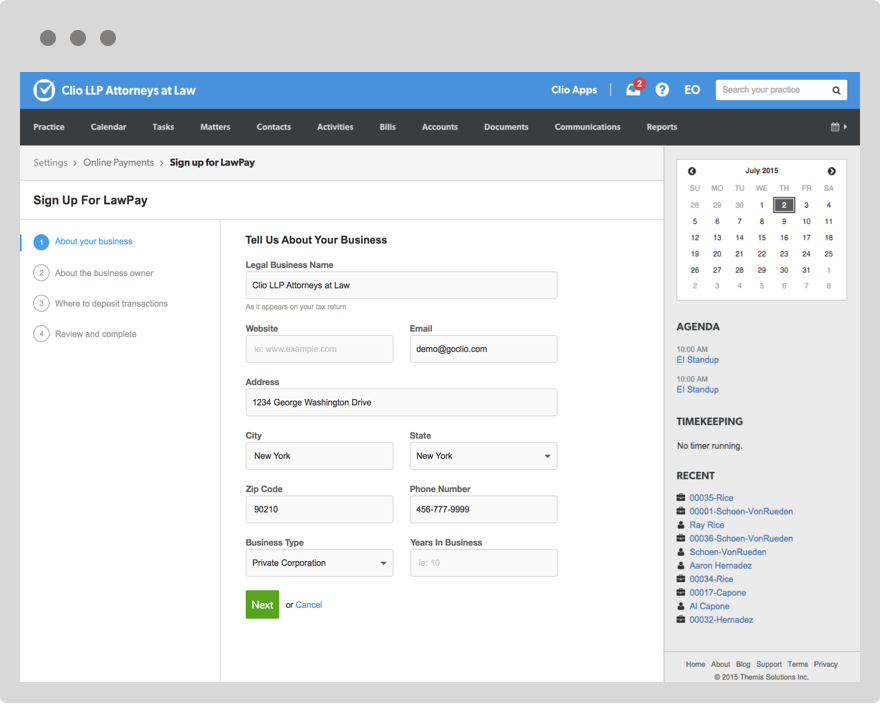 Clio LLP Attorneys at Law
Clio Apps
2
?
EO
Search your practice
Practice Calendar Tasks Matters Contacts Activities Bills Accounts Documents Communications Reports
Settings > Online Payments > Sign up for LawPay
Sign Up For LawPay
1 About your business
2 About the business owner
3 Where to deposit transactions
4 Review and complete
Tell Us About Your Business
Legal Business Name
Clio LLP Attorneys at Law
As it appears on your tax return
Website Email
ie: www.example.com demo@goclio.com
Address
1234 George Washington Drive
City State
New York New York
Zip Code Phone Number
90210 456-777-9999
Business Type Years In Business
Private Corporation ie: 10
Next or Cancel
July 2015
SU MO TU WE TH FR SA
28 29 30 1 2 3 4
5 6 7 8 9 10 11
12 13 14 15 16 17 18
19 20 21 22 23 24 25
26 27 28 29 30 31 1
2 3 4 5 6 7 8
AGENDA
10:00 AM
EI Standup
10:00 AM
EI Standup
TIMEKEEPING
No timer running.
RECENT
00035-Rice
00001-Schoen-VonRueden
Ray Rice
00036-Schoen-VonRueden
Schoen-VonRueden
Aaron Hernadez
00034-Rice
00017-Capone
Al Capone
00032-Hernadez
Home About Blog Support Terms Privacy
© 2015 Themis Solutions Inc.